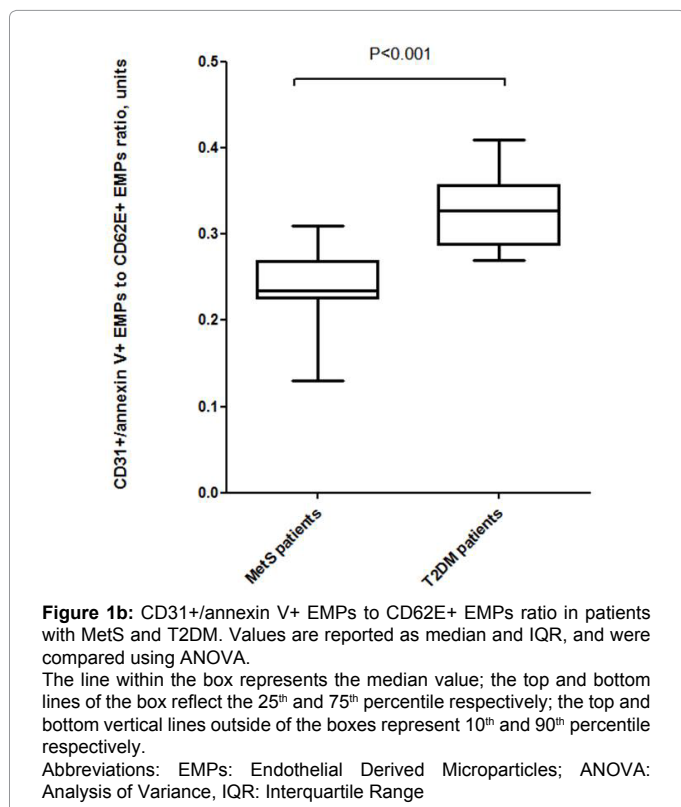 P<0.001
CD31+/annexin V+ EMPs to CD62E+ EMPs ratio, units
0.5
0.4
0.3
0.2
0.1
0.0
MetS patients
T2DM patients
Figure 1b: CD31+/annexin V+ EMPs to CD62E+ EMPs ratio in patients
with MetS and T2DM. Values are reported as median and IQR, and were
compared using ANOVA.
The line within the box represents the median value; the top and bottom
lines of the box reflect the 25th and 75th percentile respectively; the top and
bottom vertical lines outside of the boxes represent 10th and 90th percentile
respectively.
Abbreviations: EMPs: Endothelial Derived Microparticles; ANOVA:
Analysis of Variance, IQR: Interquartile Range